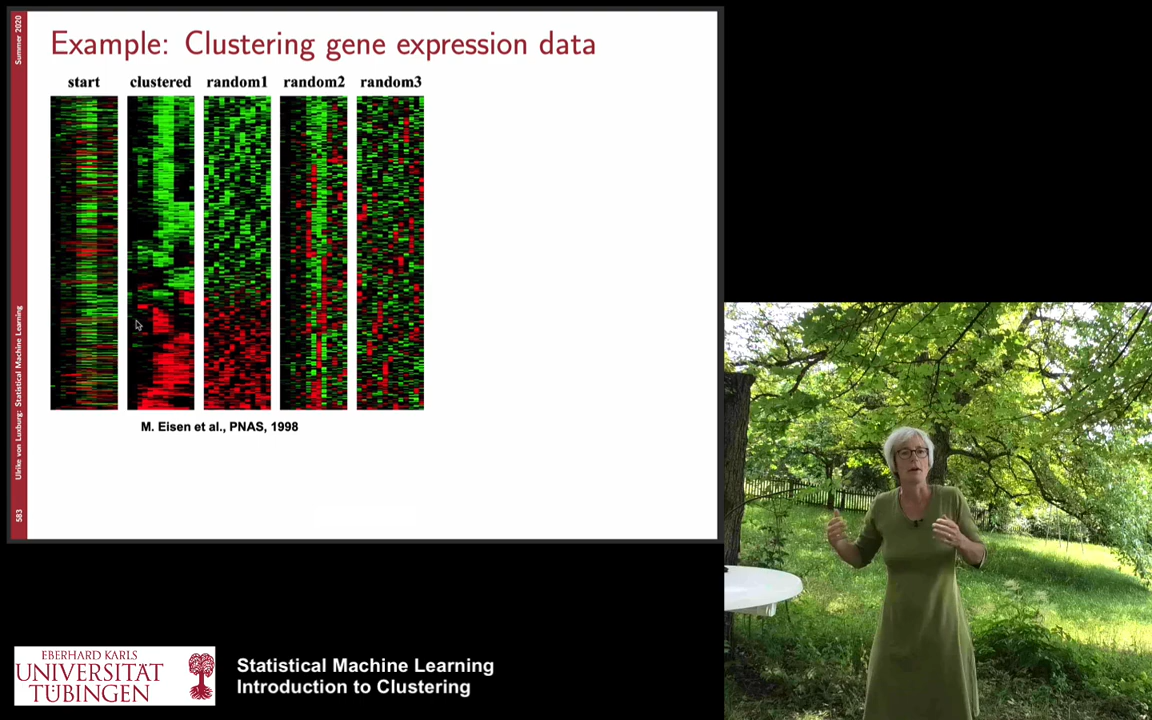 Summer 2020
Ulrike von Luxburg: Statistical Machine Learning
583
Example: Clustering gene expression data
start clustered random1 random2 random3
M. Eisen et al., PNAS, 1998
EBERHARD KARLS
UNIVERSITÄT
TÜBINGEN
Statistical Machine Learning
Introduction to Clustering